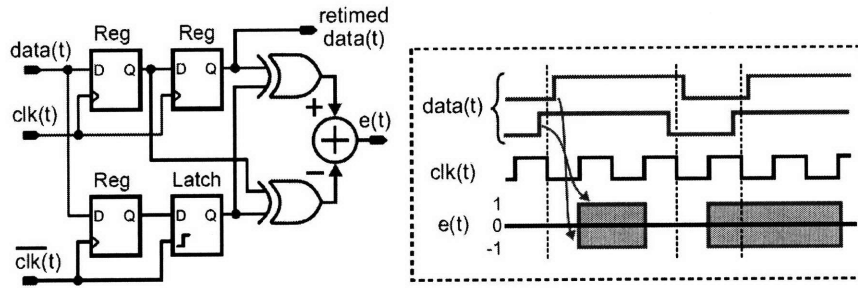 Reg
Reg
retimed
data(t)
data(t)
D Q
D Q
clk(t)
+
e(t)
−
Reg
Latch
D Q
D Q
clk(t)
data(t)
clk(t)
e(t)
1
0
-1